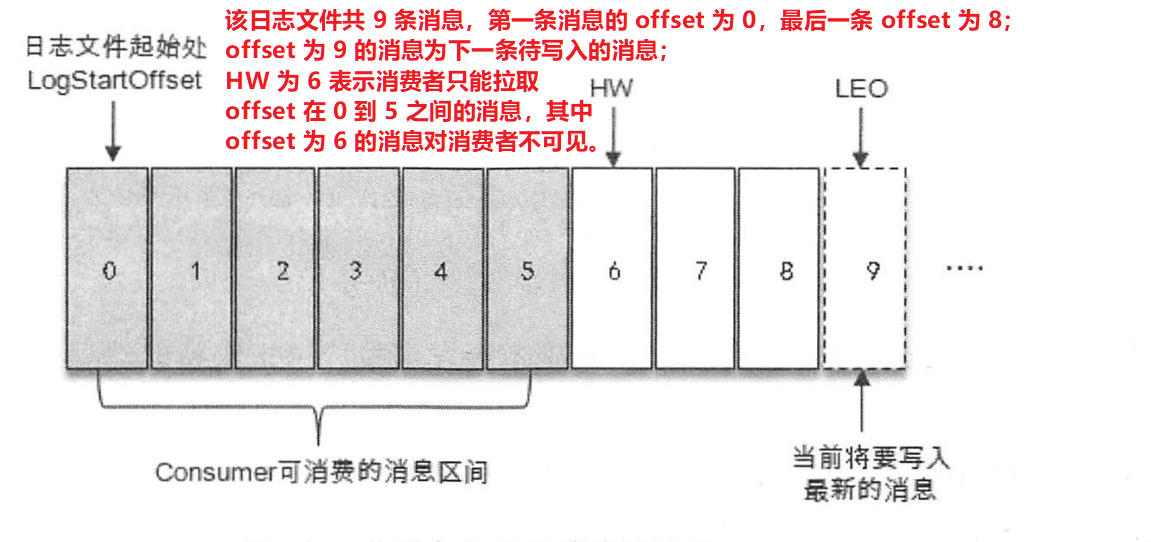 该日志文件共 9 条消息，第一条消息的 offset 为 0，最后一条 offset 为 8；
offset 为 9 的消息为下一条待写入的消息；
HW 为 6 表示消费者只能拉取
offset 在 0 到 5 之间的消息，其中
offset 为 6 的消息对消费者不可见。
日志文件起始处
LogStartOffset
HW
LEO
0 1 2 3 4 5 6 7 8 9 ····
Consumer可消费的消息区间
当前将要写入
最新的消息